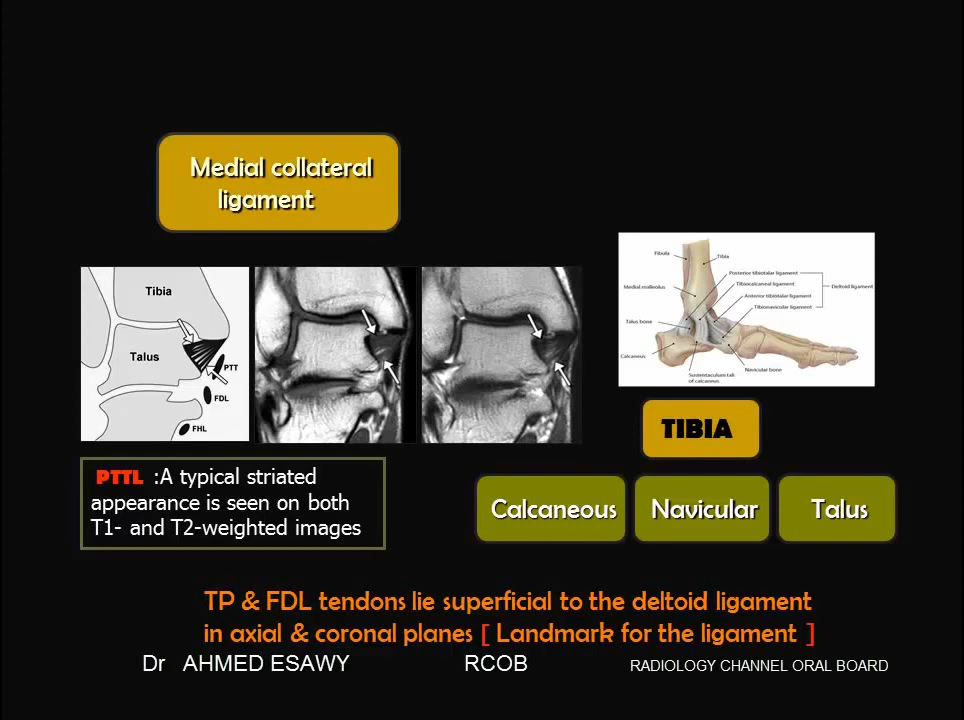 Medial collateral
ligament
Tibia
Talus
PTT
FDL
FHL
Fibula
Tibia
Posterior tibiotalar ligament
Tibiocalcaneal ligament
Medial malleolus
Anterior tibiotalar ligament
Deltoid ligament
Tibionavicular ligament
Talus bone
Calcaneus
Navicular bone
Sustentaculum tali
of calcaneus
TIBIA
PTTL :A typical striated
appearance is seen on both
T1- and T2-weighted images
Calcaneous
Navicular
Talus
TP & FDL tendons lie superficial to the deltoid ligament
in axial & coronal planes [ Landmark for the ligament ]
Dr AHMED ESAWY RCOB RADIOLOGY CHANNEL ORAL BOARD